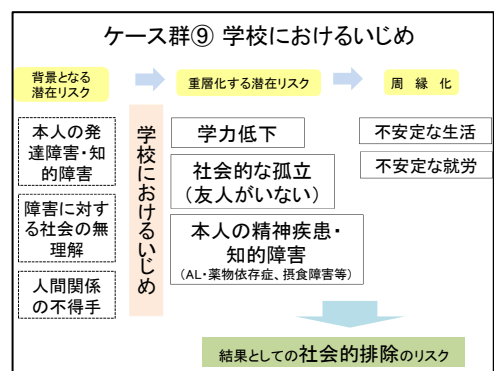 ケース群⑨ 学校におけるいじめ
背景となる
潜在リスク
重層化する潜在リスク
周 縁 化
本人の発
達障害・知
的障害
障害に対す
る社会の無
理解
人間関係
の不得手
学校におけるいじめ
学力低下
社会的な孤立
（友人がいない）
本人の精神疾患・
知的障害
（AL・薬物依存症、摂食障害等）
不安定な生活
不安定な就労
結果としての社会的排除のリスク